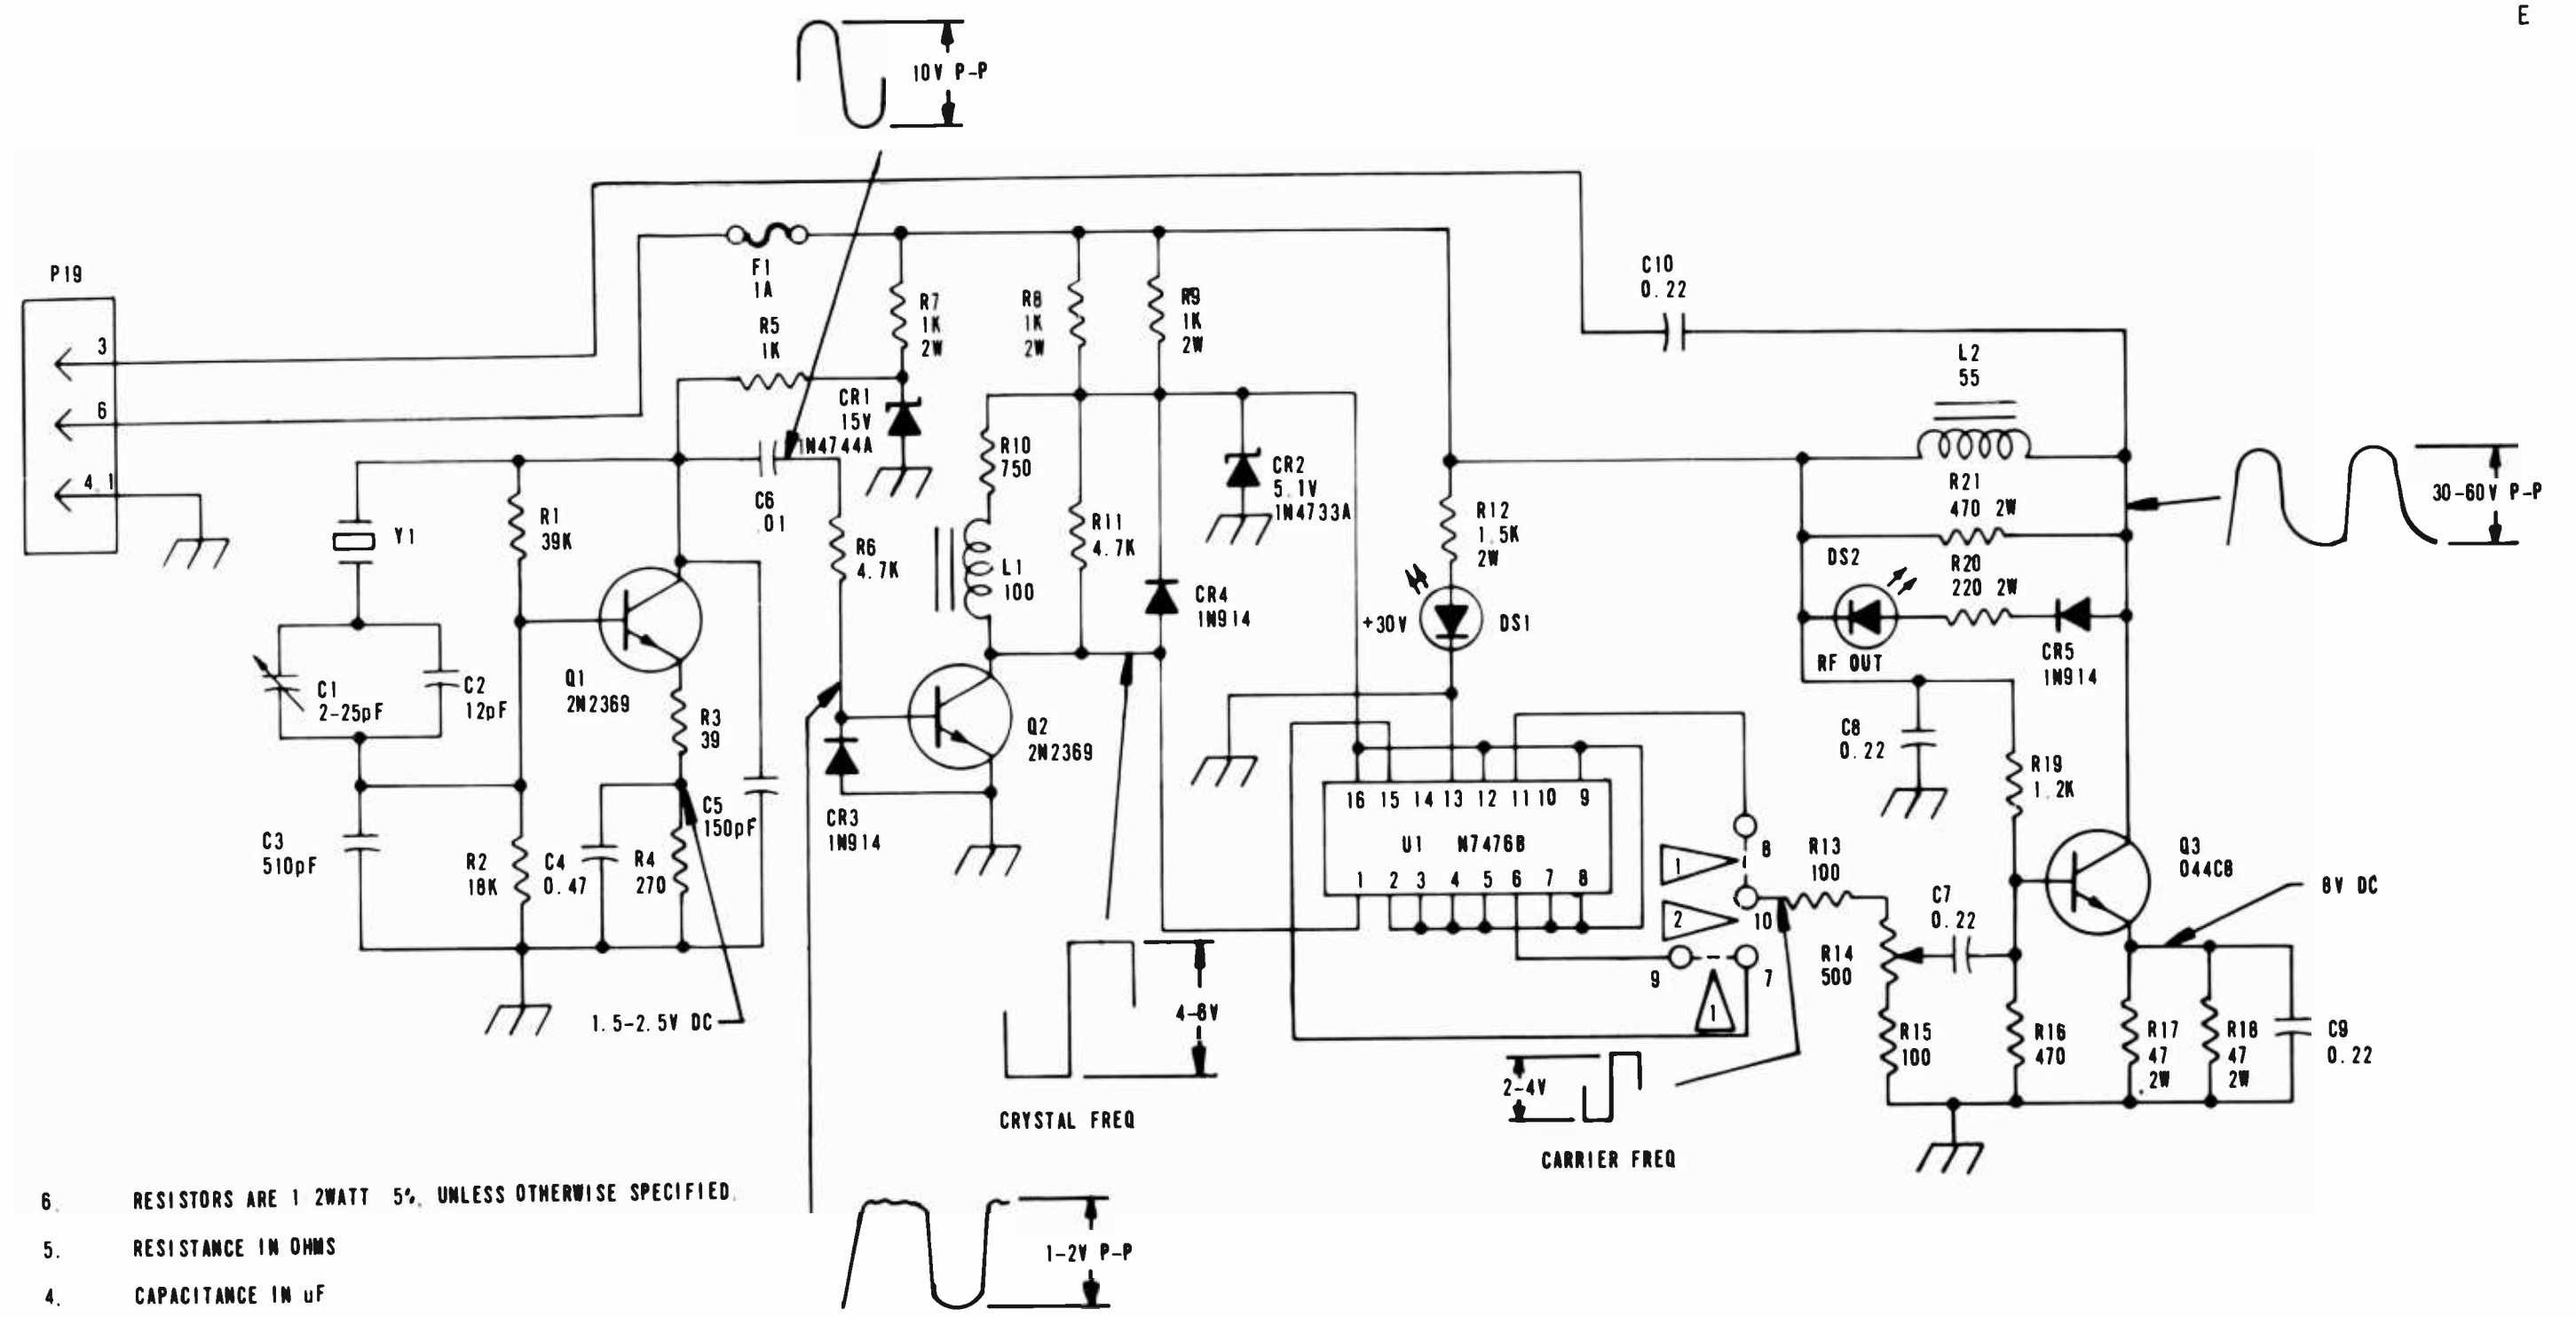 E
10V P-P
P19
3
6
4.1
F1
1A
R5
1K
R7
1K
2W
R8
1K
2W
R9
1K
2W
C10
0.22
L2
55
CR1
15V
1N4744A
R10
750
CR2
5.1V
1N4733A
R21
470 2W
30-60V P-P
Y1
R1
39K
C6
.01
R6
4.7K
L1
100
R11
4.7K
CR4
1N914
R12
1.5K
2W
+30V
DS1
DS2
RF OUT
R20
220 2W
CR5
1N914
C1
2-25pF
C2
12pF
Q1
2N2369
R3
39
Q2
2N2369
C8
0.22
R19
1.2K
C3
510pF
R2
18K
C4
0.47
R4
270
C5
150pF
CR3
1N914
16 15 14 13 12 11 10 9
U1 N7476B
1 2 3 4 5 6 7 8
1
8
2
10
9
7
1
R13
100
R14
500
C7
0.22
Q3
D44C8
8V DC
R15
100
R16
470
R17
47
2W
R18
47
2W
C9
0.22
1.5-2.5V DC
4-8V
CRYSTAL FREQ
2-4V
CARRIER FREQ
1-2V P-P
6. RESISTORS ARE 1 2WATT 5%. UNLESS OTHERWISE SPECIFIED.
5. RESISTANCE IN OHMS
4. CAPACITANCE IN uF